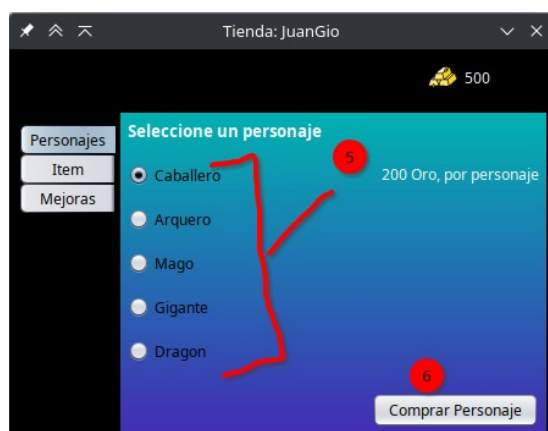 Tienda: JuanGio
500
Personajes
Item
Mejoras
Seleccione un personaje
5
200 Oro, por personaje
Caballero
Arquero
Mago
Gigante
Dragon
6
Comprar Personaje